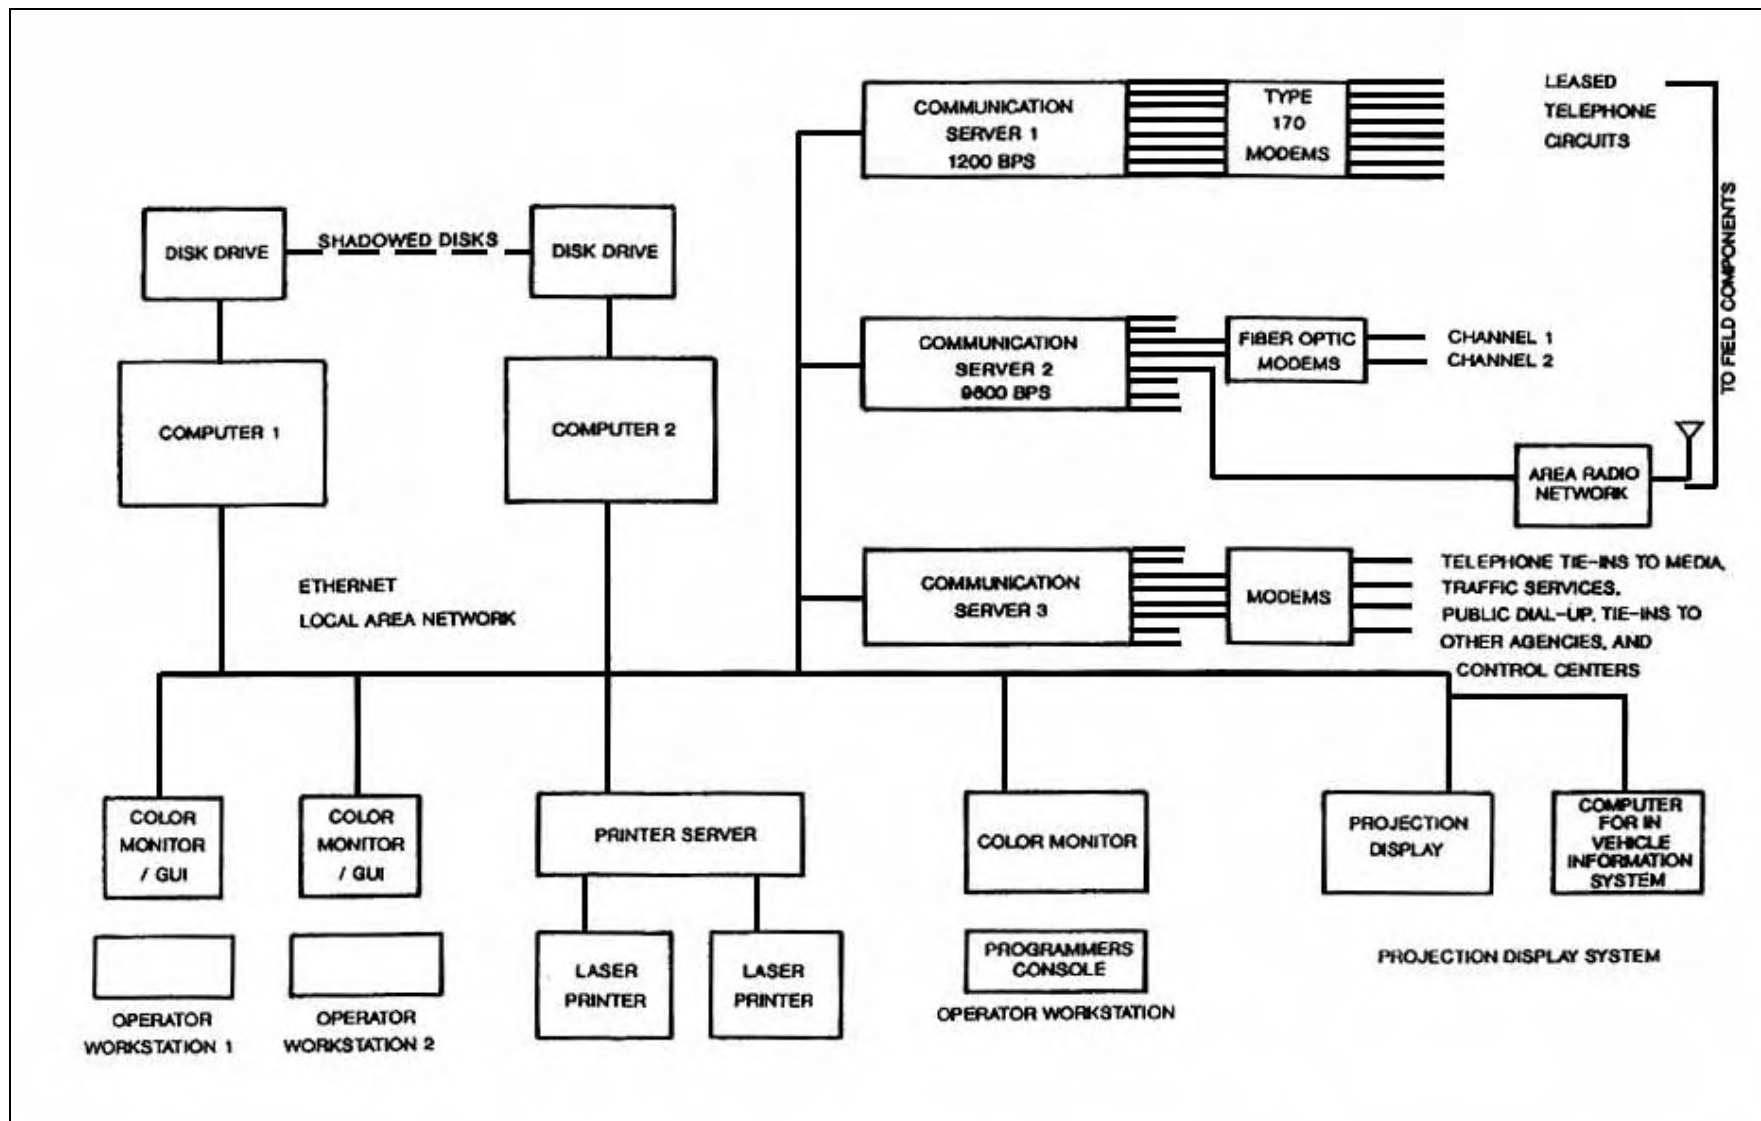 COMMUNICATION
SERVER 1
1200 BPS
TYPE
170
MODEMS
LEASED
TELEPHONE
CIRCUITS
TO FIELD COMPONENTS
DISK DRIVE
SHADOWED DISKS
DISK DRIVE
COMPUTER 1
COMPUTER 2
COMMUNICATION
SERVER 2
9600 BPS
FIBER OPTIC
MODEMS
CHANNEL 1
CHANNEL 2
AREA RADIO
NETWORK
COMMUNICATION
SERVER 3
MODEMS
TELEPHONE TIE-INS TO MEDIA,
TRAFFIC SERVICES,
PUBLIC DIAL-UP, TIE-INS TO
OTHER AGENCIES, AND
CONTROL CENTERS
ETHERNET
LOCAL AREA NETWORK
COLOR
MONITOR
/ GUI
COLOR
MONITOR
/ GUI
PRINTER SERVER
COLOR MONITOR
PROJECTION
DISPLAY
COMPUTER
FOR IN
VEHICLE
INFORMATION
SYSTEM
OPERATOR
WORKSTATION 1
OPERATOR
WORKSTATION 2
LASER
PRINTER
LASER
PRINTER
PROGRAMMERS
CONSOLE
OPERATOR WORKSTATION
PROJECTION DISPLAY SYSTEM